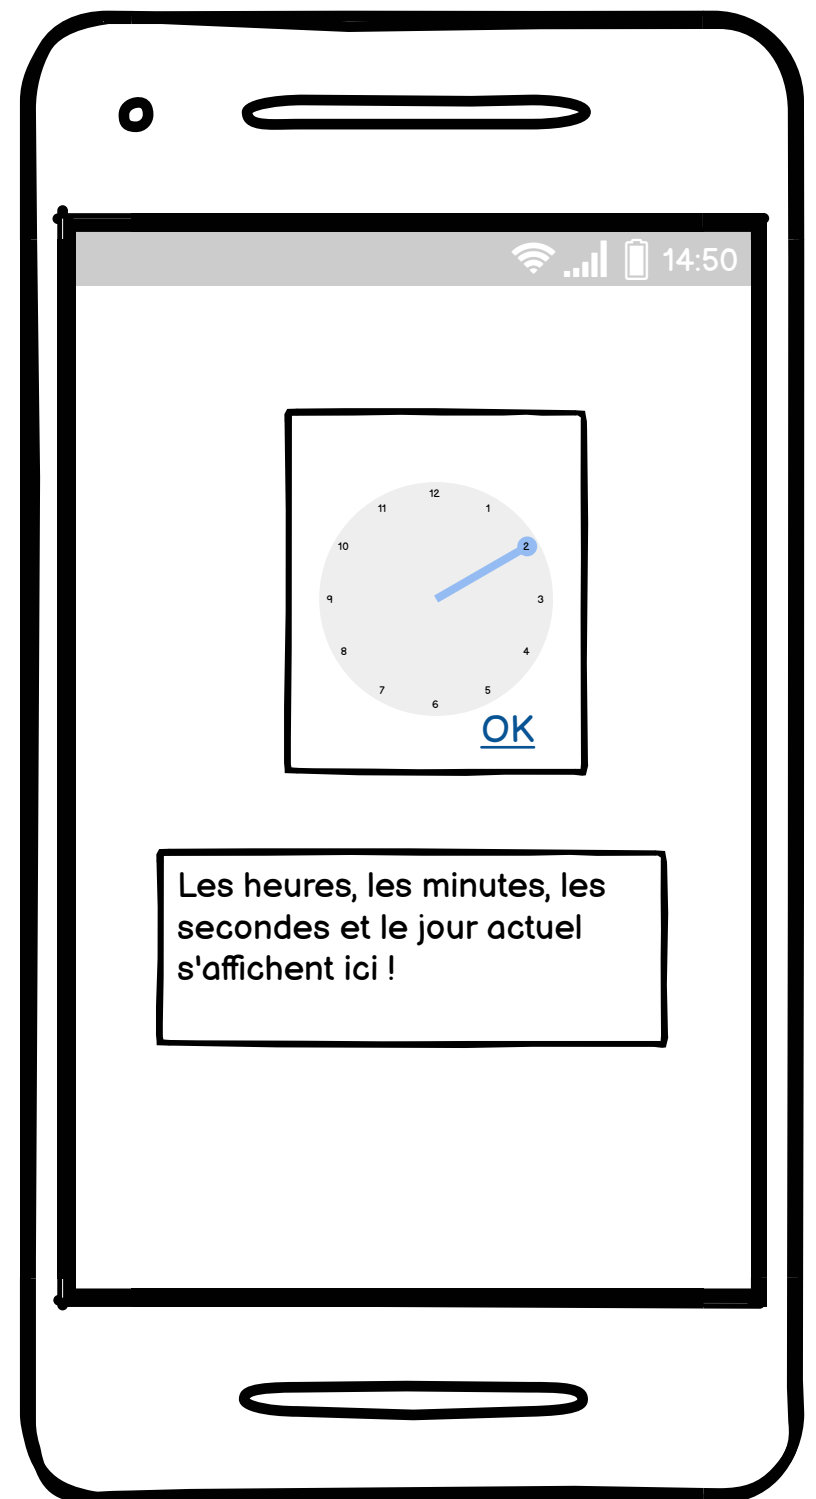 14:50
12
11 1
10 2
9 3
8 4
7 5
6
OK
Les heures, les minutes, les
secondes et le jour actuel
s'affichent ici !